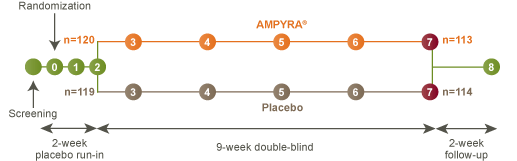 Randomization
AMPYRA®
n=120 3 4 5 6 7 n=113
0 1 2 8
n=119 3 4 5 6 7 n=114
Placebo
Screening
2-week
placebo run-in
9-week double-blind
2-week
follow-up